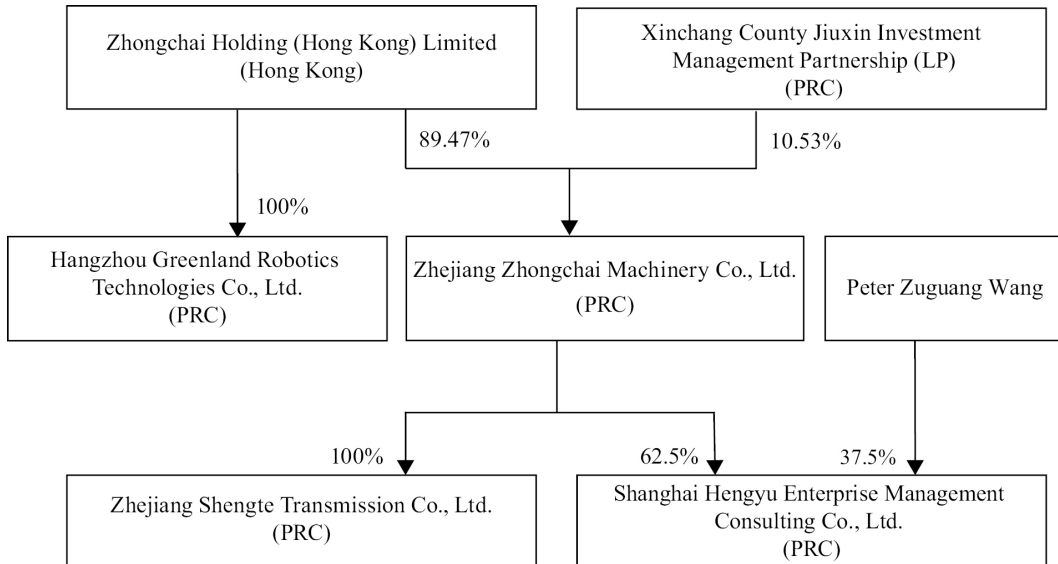 Zhongchai Holding (Hong Kong) Limited
(Hong Kong)
Xinchang County Jiuxin Investment
Management Partnership (LP)
(PRC)
89.47%
10.53%
100%
Hangzhou Greenland Robotics
Technologies Co., Ltd.
(PRC)
Zhejiang Zhongchai Machinery Co., Ltd.
(PRC)
Peter Zuguang Wang
100%
62.5%
37.5%
Zhejiang Shengte Transmission Co., Ltd.
(PRC)
Shanghai Hengyu Enterprise Management
Consulting Co., Ltd.
(PRC)